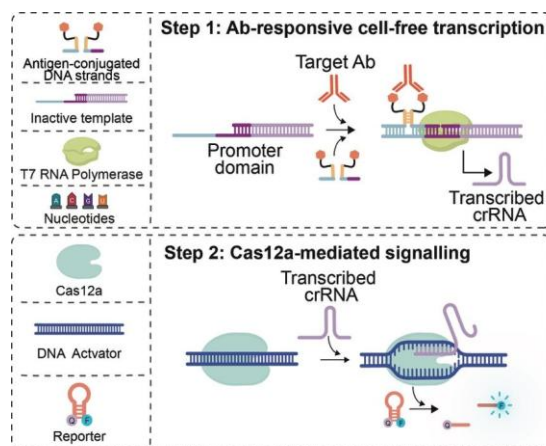 Step 1: Ab-responsive cell-free transcription
Antigen-conjugated
DNA strands
Inactive template
T7 RNA Polymerase
A C G U
Nucleotides
Target Ab
Promoter
domain
Transcribed
crRNA
Step 2: Cas12a-mediated signalling
Cas12a
DNA Actvator
Q F
Reporter
Transcribed
crRNA
Q F
Q
F